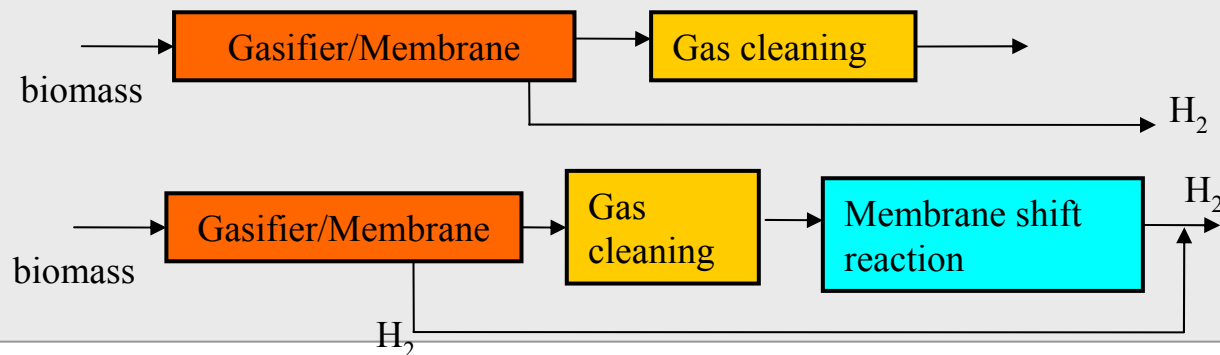 Gasifier/Membrane
Gas cleaning
biomass
H₂
Gasifier/Membrane
Gas
cleaning
Membrane shift
reaction
H₂
biomass
H₂